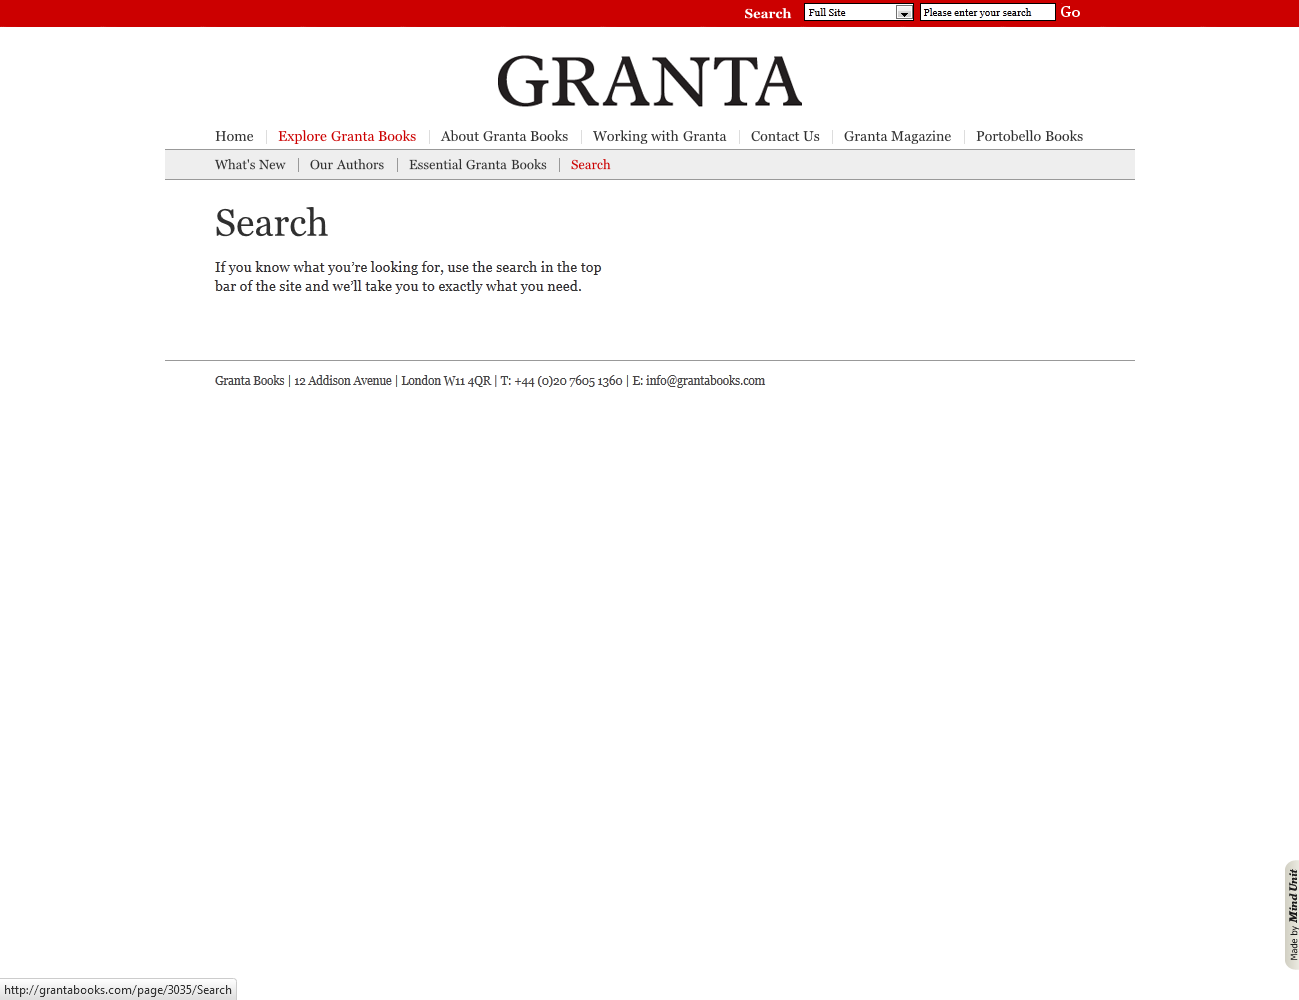 Search Full Site Please enter your search Go
GRANTA
Home Explore Granta Books About Granta Books Working with Granta Contact Us Granta Magazine Portobello Books
What's New Our Authors Essential Granta Books Search
Search
If you know what you’re looking for, use the search in the top
bar of the site and we’ll take you to exactly what you need.
Granta Books | 12 Addison Avenue | London W11 4QR | T: +44 (0)20 7605 1360 | E: info@grantabooks.com
Made by Mind Unit
http://grantabooks.com/page/3035/Search